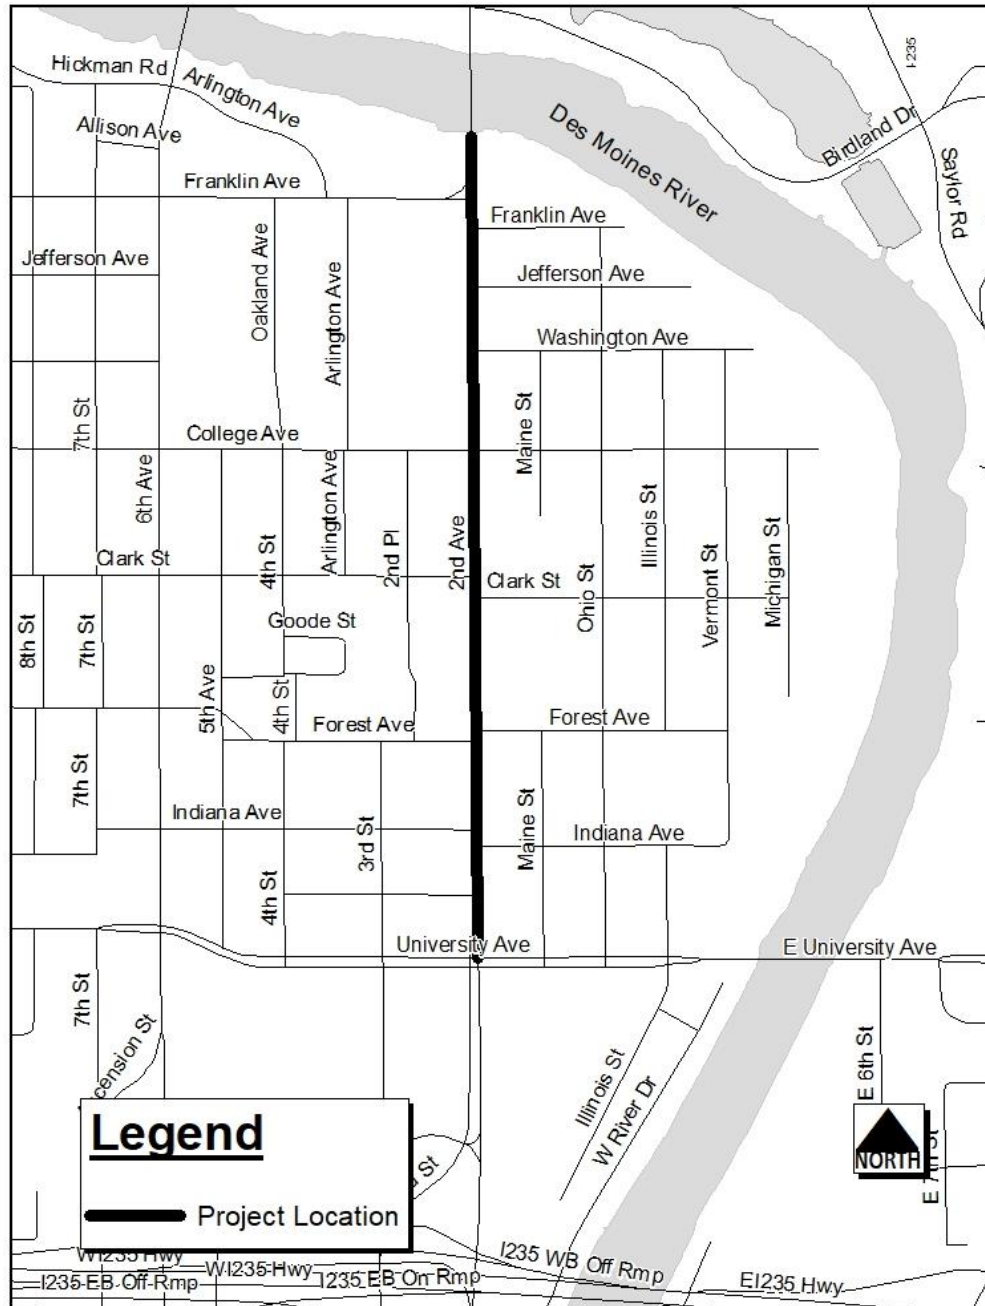 Hickman Rd
Arlington Ave
Allison Ave
I-235
Des Moines River
Birdland Dr
Saylor Rd
Franklin Ave
Franklin Ave
Jefferson Ave
Oakland Ave
Arlington Ave
Jefferson Ave
Washington Ave
7th St
College Ave
Maine St
6th Ave
Arlington Ave
Illinois St
Clark St
4th St
2nd Pl
2nd Ave
Clark St
Ohio St
Vermont St
Michigan St
8th St
7th St
Goode St
5th Ave
4th St
Forest Ave
Forest Ave
7th St
Indiana Ave
3rd St
Maine St
Indiana Ave
4th St
University Ave
E University Ave
7th St
cension St
Illinois St
W River Dr
E 6th St
NORTH
E 7th St
Legend
Project Location
St
W I235 Hwy
W I235 Hwy
I235 WB Off Rmp
I235 EB Off Rmp
I235 EB On Rmp
E I235 Hwy